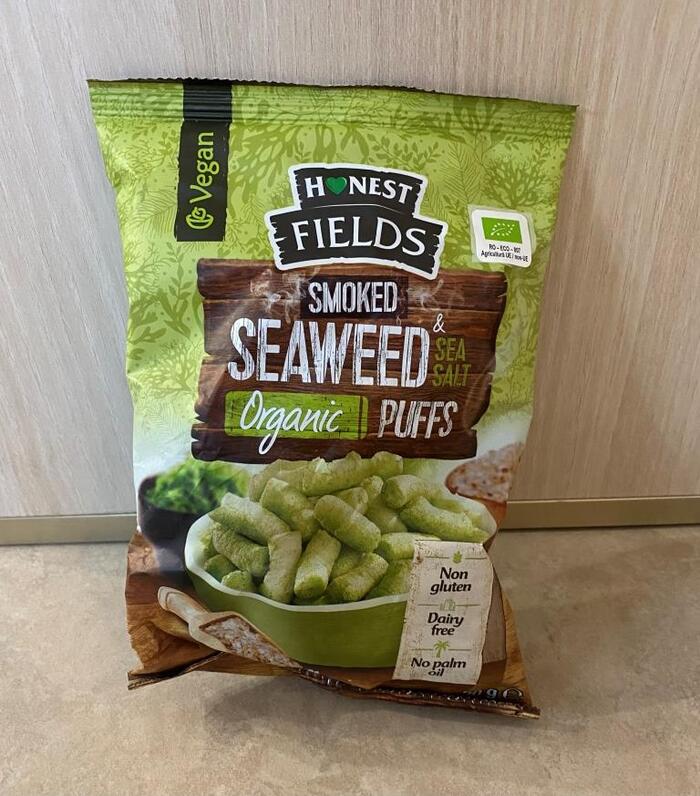 Vegan
HONEST
FIELDS
RO - ECO - 007
Agricultura UE / non-UE
SMOKED
SEAWEED
&
SEA
SALT
Organic PUFFS
Non
gluten
Dairy
free
No palm
oil